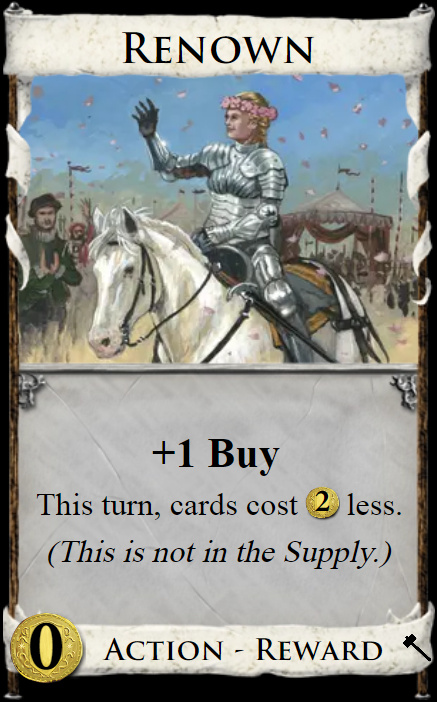 RENOWN
+1 Buy
This turn, cards cost 2 less.
(This is not in the Supply.)
0 ACTION - REWARD